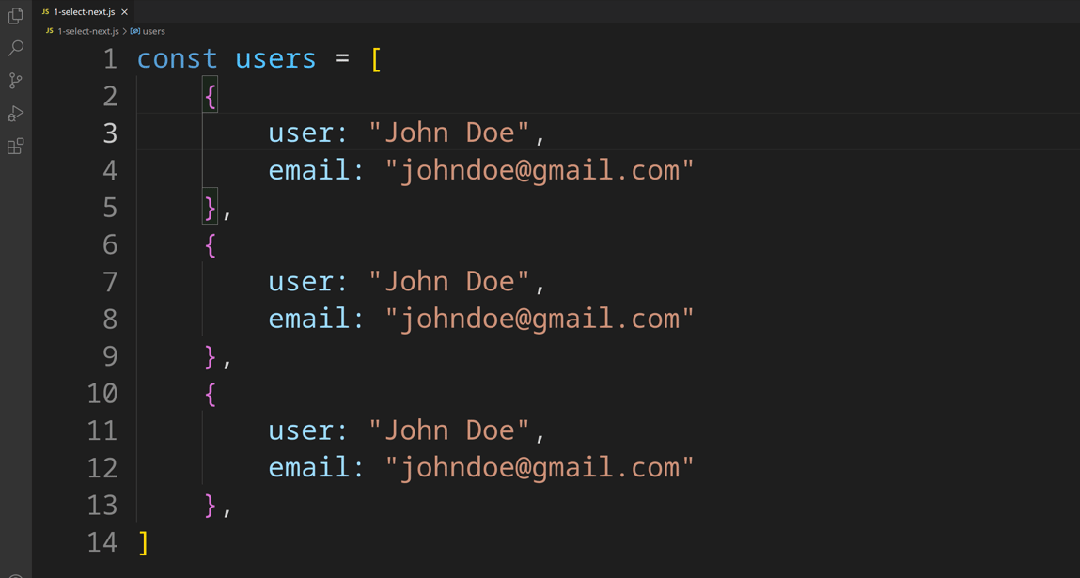 JS 1-select-next.js ×
JS 1-select-next.js > users
1 const users = [
2     {
3         user: "John Doe",
4         email: "johndoe@gmail.com"
5     },
6     {
7         user: "John Doe",
8         email: "johndoe@gmail.com"
9     },
10     {
11         user: "John Doe",
12         email: "johndoe@gmail.com"
13     },
14 ]